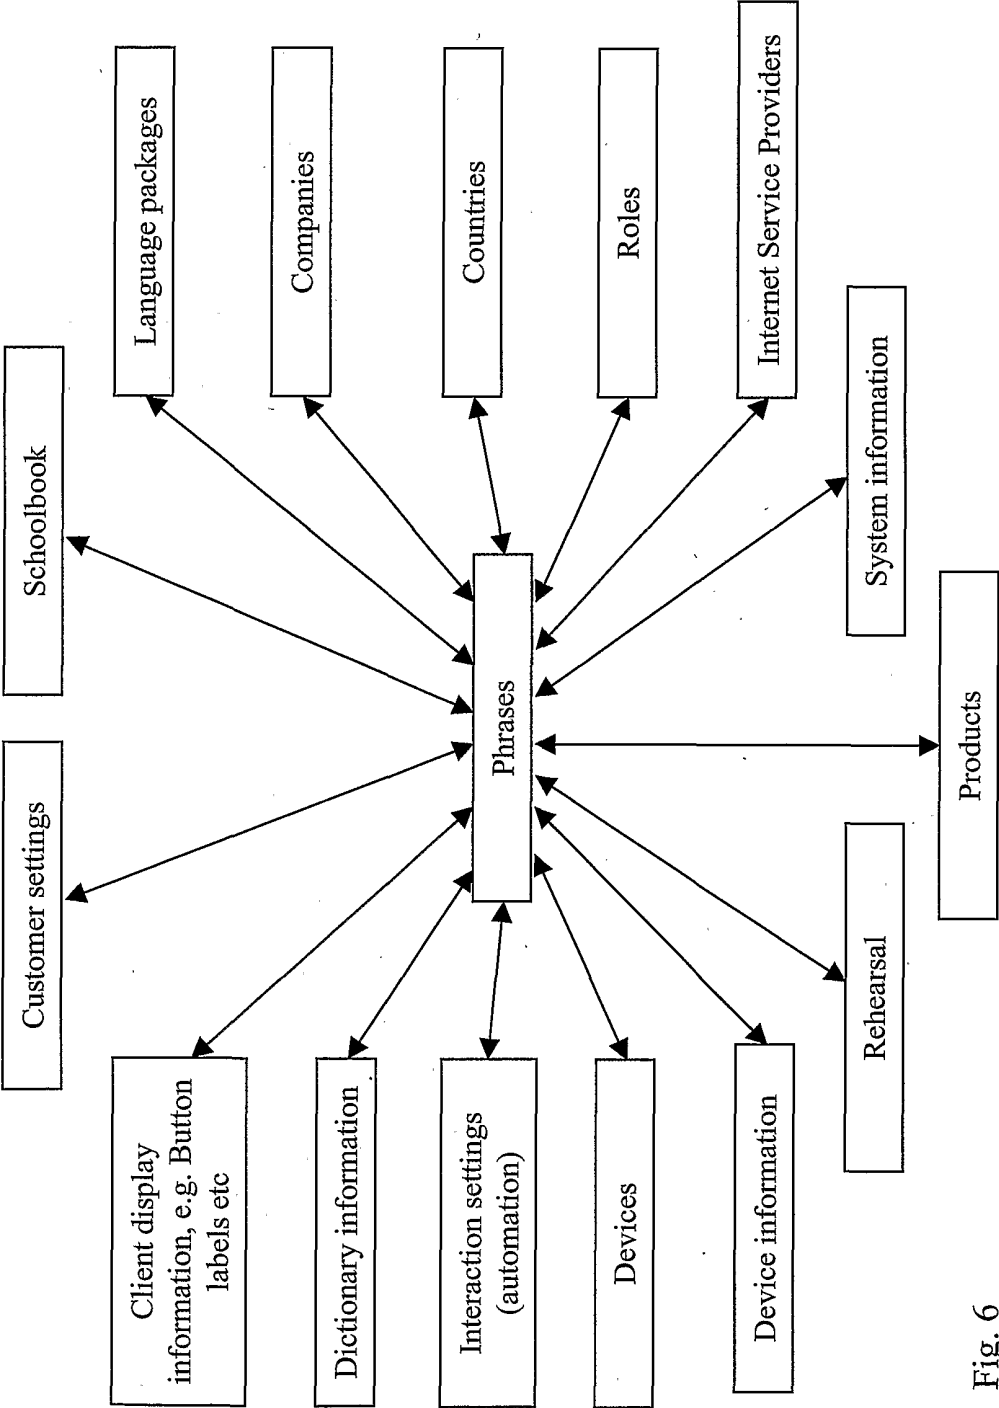 Customer settings
Schoolbook
Client display
information, e.g. Button
labels etc
Language packages
Dictionary information
Companies
Interaction settings
(automation)
Phrases
Countries
Devices
Roles
Device information
Internet Service Providers
Rehearsal
System information
Products
Fig. 6